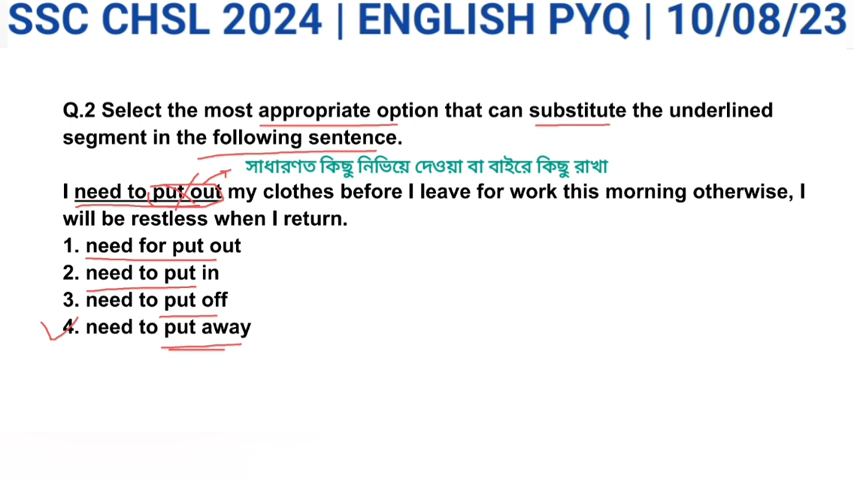 SSC CHSL 2024 | ENGLISH PYQ | 10/08/23
Q.2 Select the most appropriate option that can substitute the underlined
segment in the following sentence.
সাধারণত কিছু নিভিয়ে দেওয়া বা বাইরে কিছু রাখা
I need to put out my clothes before I leave for work this morning otherwise, I
will be restless when I return.
1. need for put out
2. need to put in
3. need to put off
4. need to put away